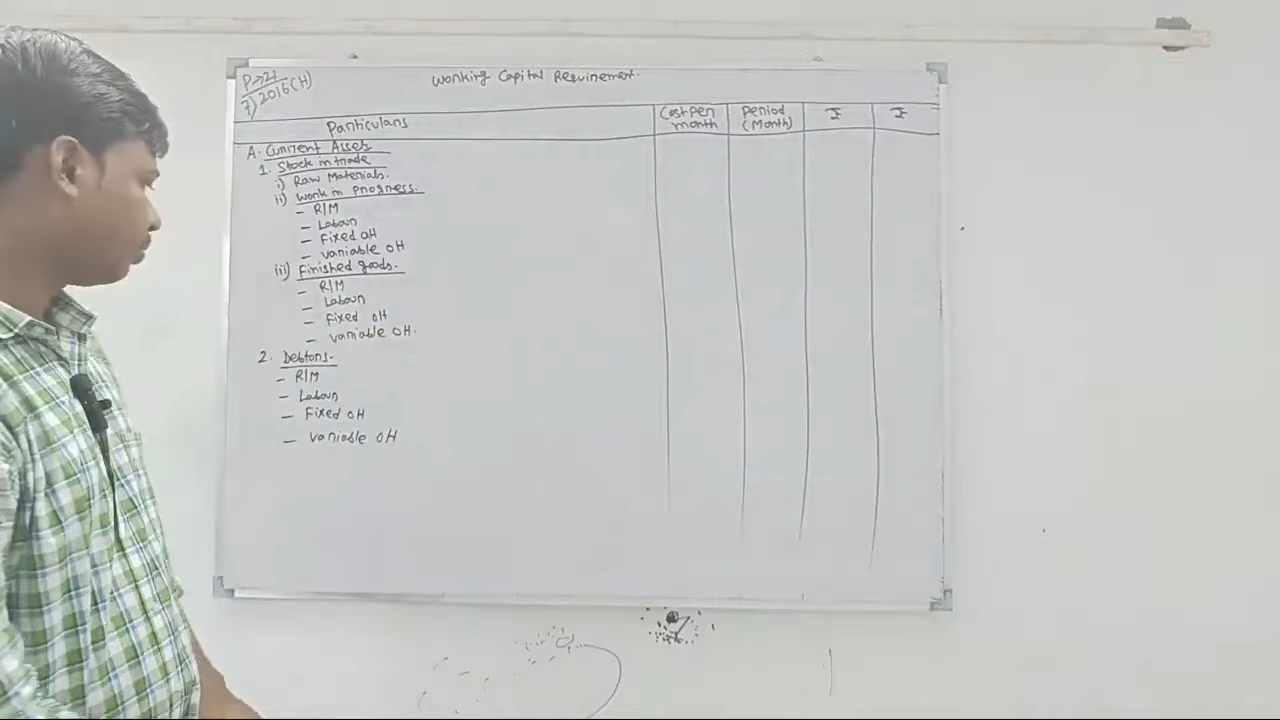 P→21
7) 2016 (H)
Working Capital Requirement.
Particulars
Cost Per month
Period (Month)
₹
₹
A. Current Assets
1. Stock in trade
i) Raw Materials.
ii) Work in progress.
- R/M
- Labour
- Fixed OH
- Variable OH
iii) Finished goods.
- R/M
- Labour
- Fixed OH
- Variable OH.
2. Debtors-
- R/M
- Labour
- Fixed OH
- Variable OH